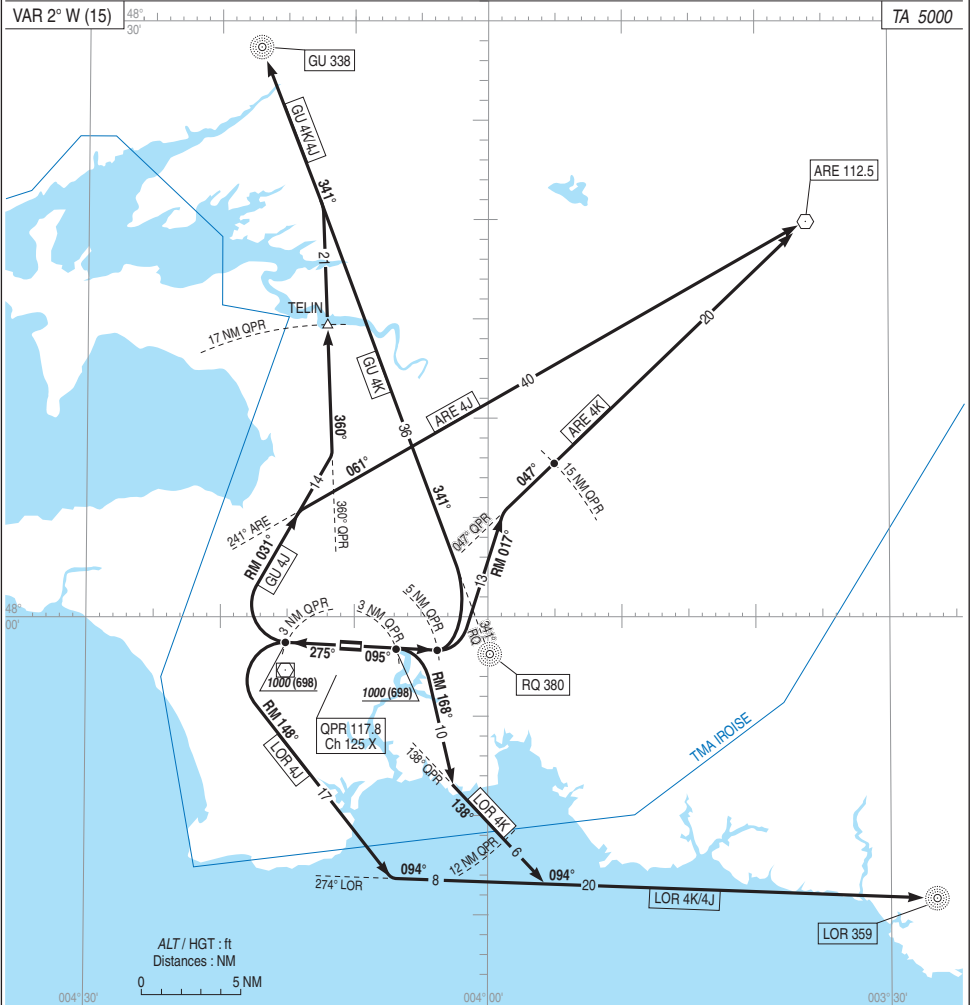 VAR 2° W (15)
48°
30'
TA 5000
GU 338
GU 4K/4J
ARE 112.5
341°
21
TELIN
17 NM QPR
20
GU 4K
40
ARE 4J
ARE 4K
360°
36
061°
047°
15 NM QPR
14
341°
360° QPR
241° ARE
047° QPR
RM 017°
RM 031°
GU 4J
13
48°
00'
3 NM QPR
3 NM QPR
5 NM QPR
341°
RQ
275°
095°
1000 (698)
1000 (698)
RQ 380
RM 168°
RM 148°
QPR 117.8
Ch 125 X
10
LOR 4J
138° QPR
TMA IROISE
17
LOR 4K
138°
12 NM QPR
6
274° LOR
094°
8
094°
20
LOR 4K/4J
LOR 359
ALT / HGT : ft
Distances : NM
0 5 NM
004° 30'
004° 00'
003° 30'